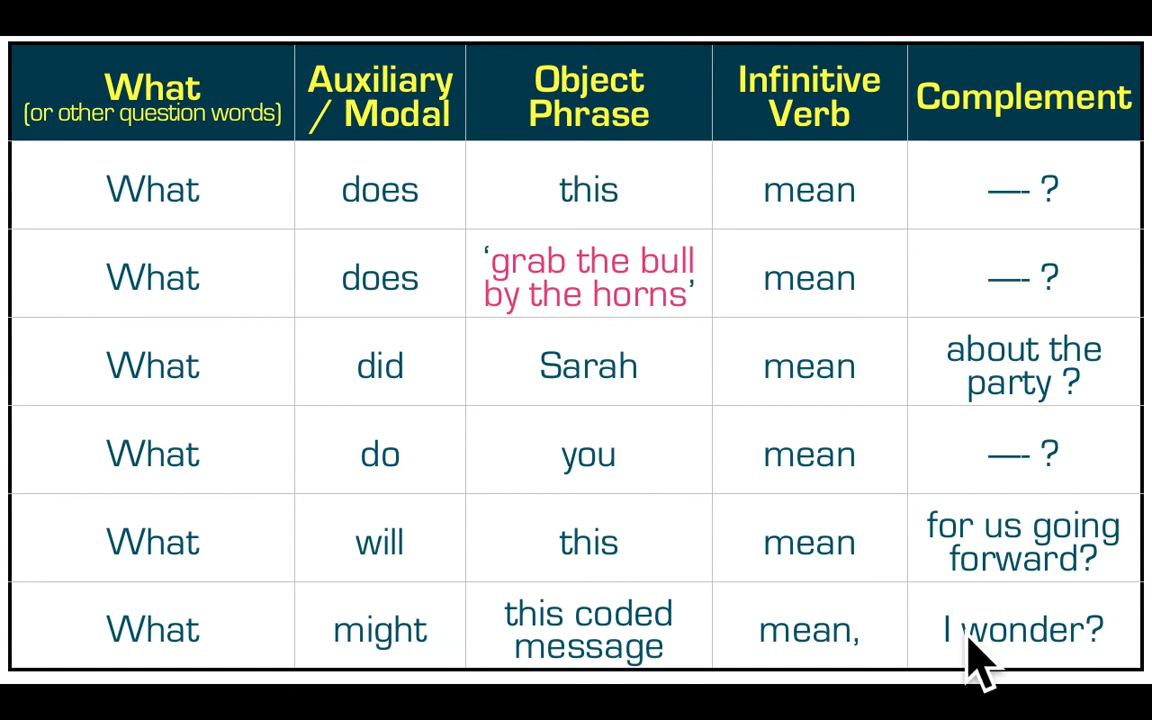 What Auxiliary Object Infinitive Complement
(or other question words) / Modal Phrase Verb
What does this mean —- ?
What does ‘grab the bull mean —- ?
by the horns’
What did Sarah mean about the
party ?
What do you mean —- ?
What will this mean for us going
forward?
What might this coded mean, I wonder?
message